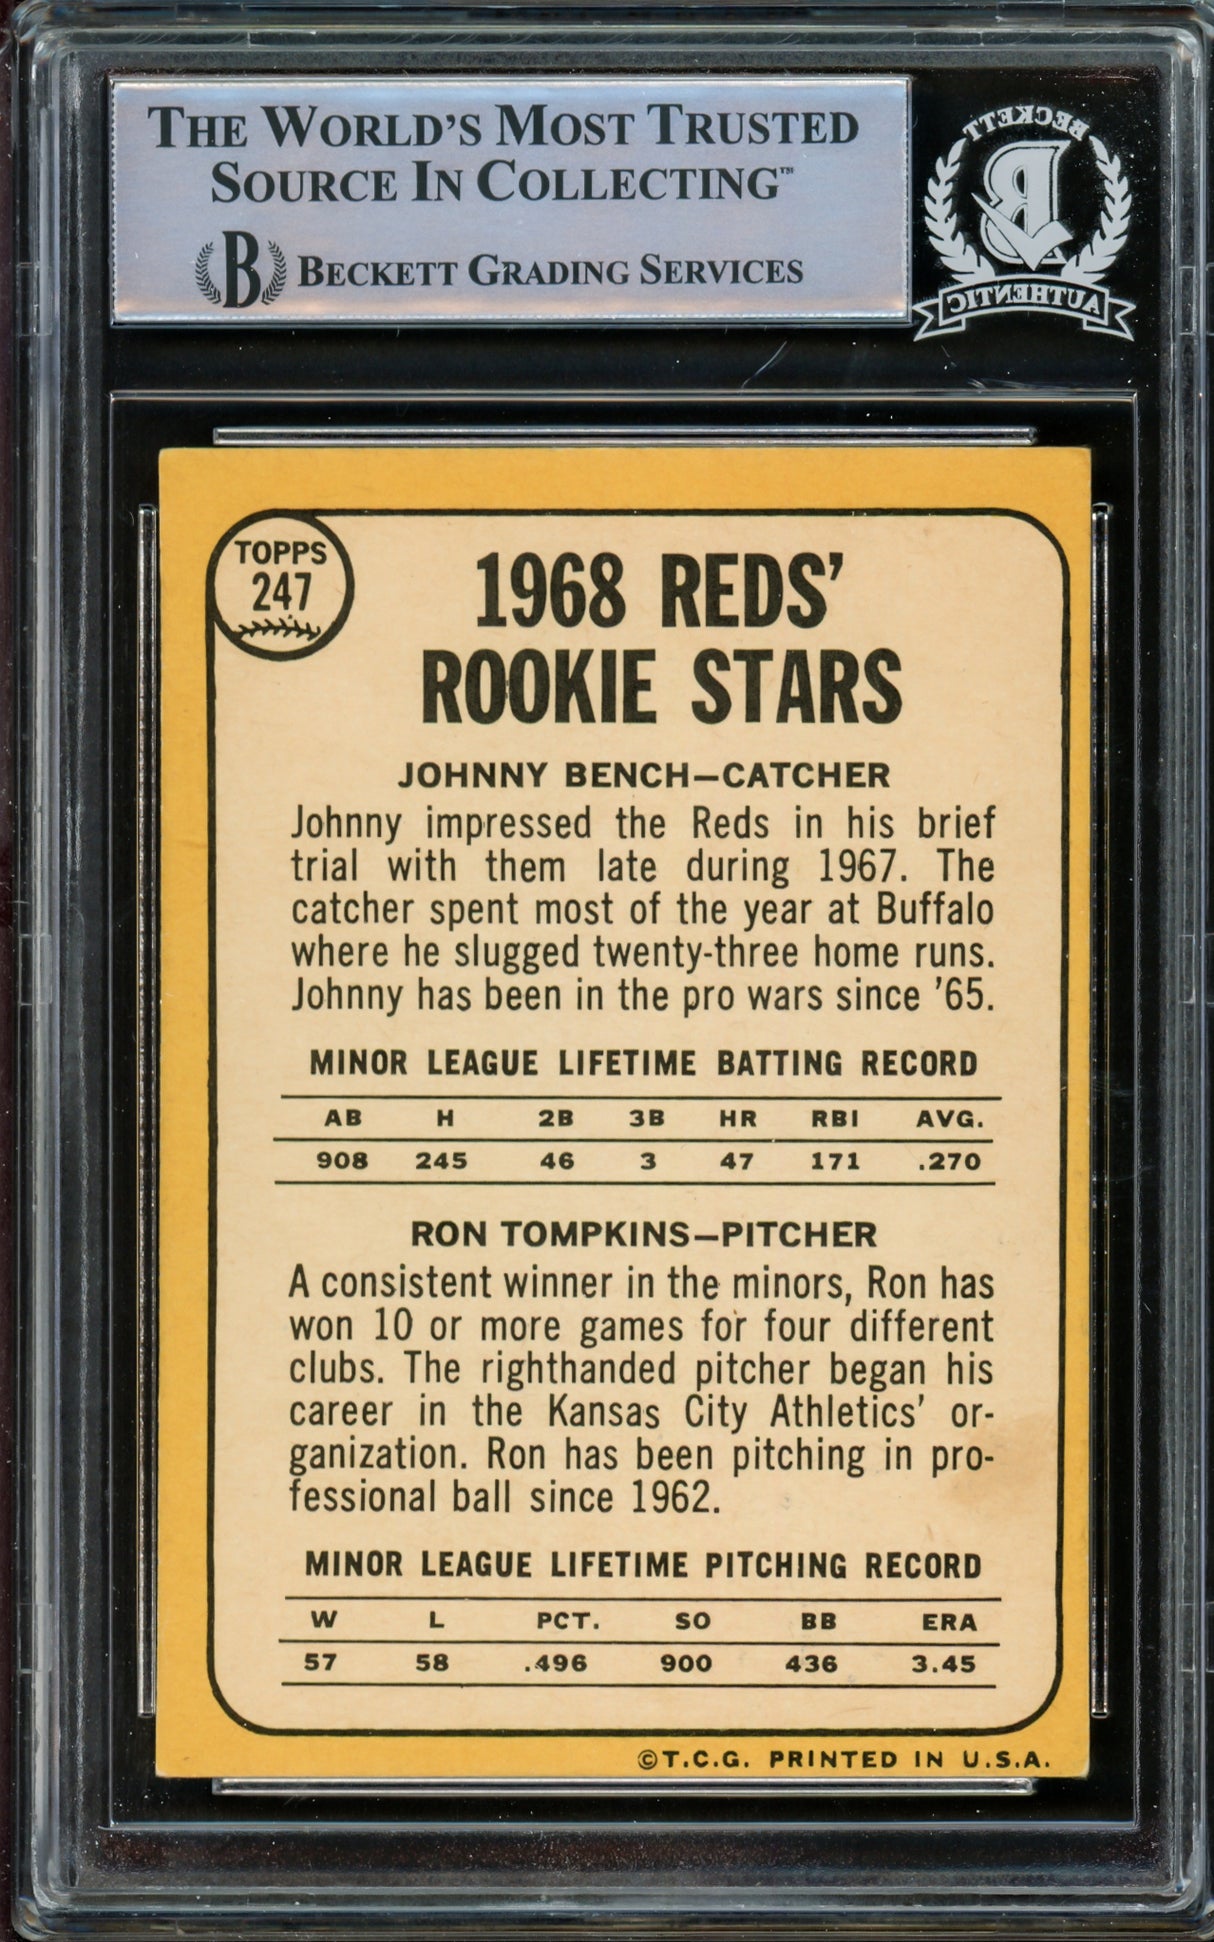 THE WORLD'S MOST TRUSTED
SOURCE IN COLLECTING™
B BECKETT GRADING SERVICES
BECKETT
B
AUTHENTIC
TOPPS
247
1968 REDS'
ROOKIE STARS
JOHNNY BENCH—CATCHER
Johnny impressed the Reds in his brief
trial with them late during 1967. The
catcher spent most of the year at Buffalo
where he slugged twenty-three home runs.
Johnny has been in the pro wars since '65.
MINOR LEAGUE LIFETIME BATTING RECORD
AB H 2B 3B HR RBI AVG.
908 245 46 3 47 171 .270
RON TOMPKINS—PITCHER
A consistent winner in the minors, Ron has
won 10 or more games for four different
clubs. The righthanded pitcher began his
career in the Kansas City Athletics' or-
ganization. Ron has been pitching in pro-
fessional ball since 1962.
MINOR LEAGUE LIFETIME PITCHING RECORD
W L PCT. SO BB ERA
57 58 .496 900 436 3.45
©T.C.G. PRINTED IN U.S.A.